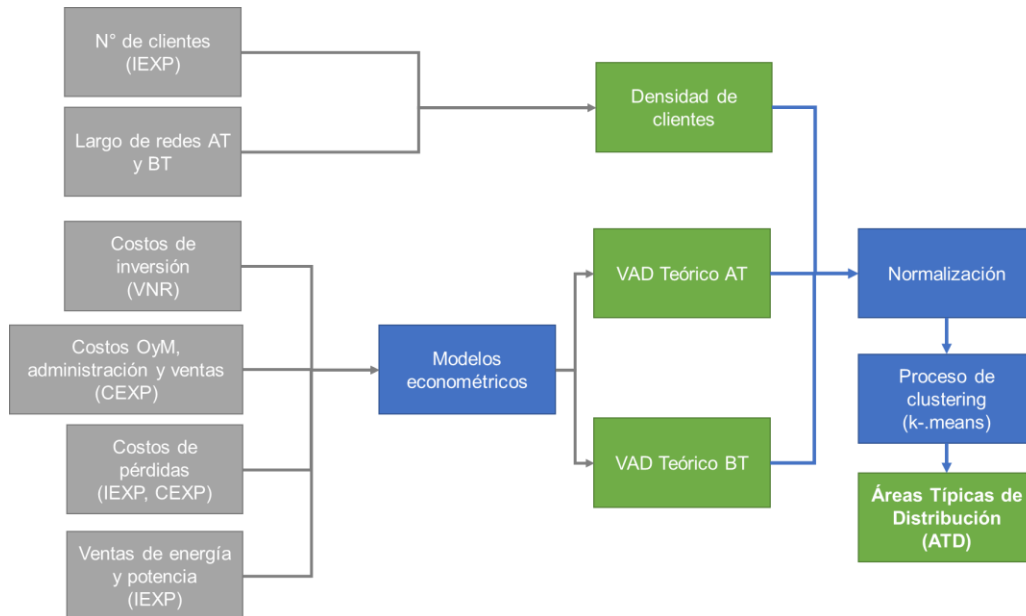 N° de clientes
(IEXP)
Largo de redes AT
y BT
Costos de
inversión
(VNR)
Costos OyM,
administración y ventas
(CEXP)
Costos de
pérdidas
(IEXP, CEXP)
Ventas de energía
y potencia
(IEXP)
Modelos
econométricos
Densidad de
clientes
VAD Teórico AT
VAD Teórico BT
Normalización
Proceso de
clustering
(k-.means)
Áreas Típicas de
Distribución
(ATD)